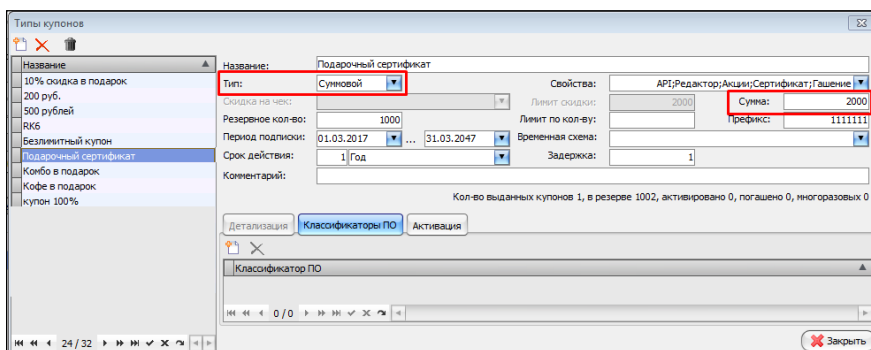 Типы купонов
Название
10% скидка в подарок
200 руб.
500 рублей
RK6
Безлимитный купон
Подарочный сертификат
Комбо в подарок
Кофе в подарок
купон 100%
24 / 32
Название: Подарочный сертификат
Тип: Суммовой Свойства: API;Редактор;Акции;Сертификат;Гашение
Скидка на чек: Лимит скидки: 2000 Сумма: 2000
Резервное кол-во: 1000 Лимит по кол-ву: Префикс: 1111111
Период подписки: 01.03.2017 ... 31.03.2047 Временная схема:
Срок действия: 1 Год Задержка: 1
Комментарий:
Кол-во выданных купонов 1, в резерве 1002, активировано 0, погашено 0, многоразовых 0
Детализация Классификаторы ПО Активация
Классификатор ПО
0 / 0
Закрыть